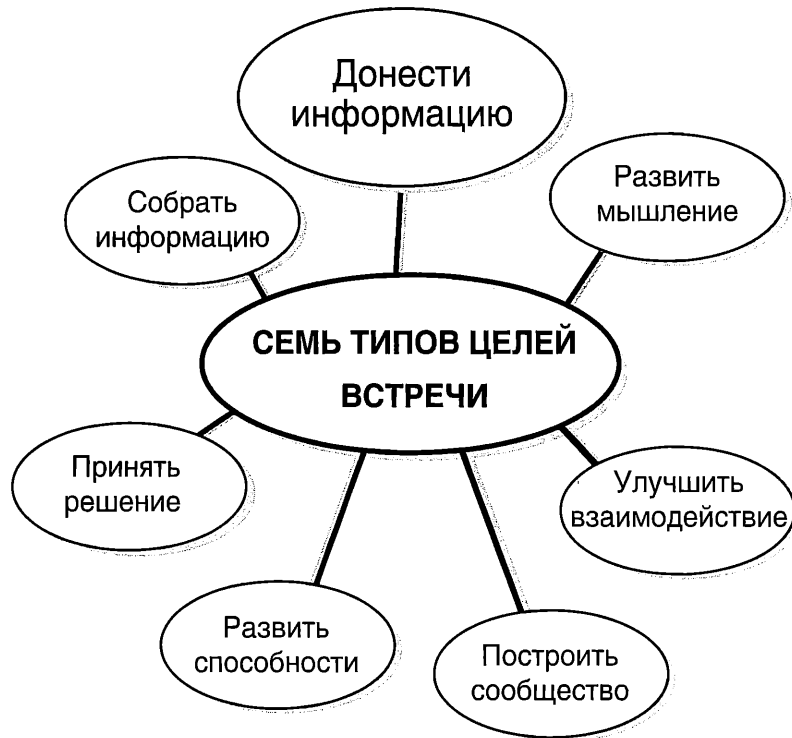 Донести
информацию
Собрать
информацию
Развить
мышление
СЕМЬ ТИПОВ ЦЕЛЕЙ
ВСТРЕЧИ
Принять
решение
Улучшить
взаимодействие
Развить
способности
Построить
сообщество